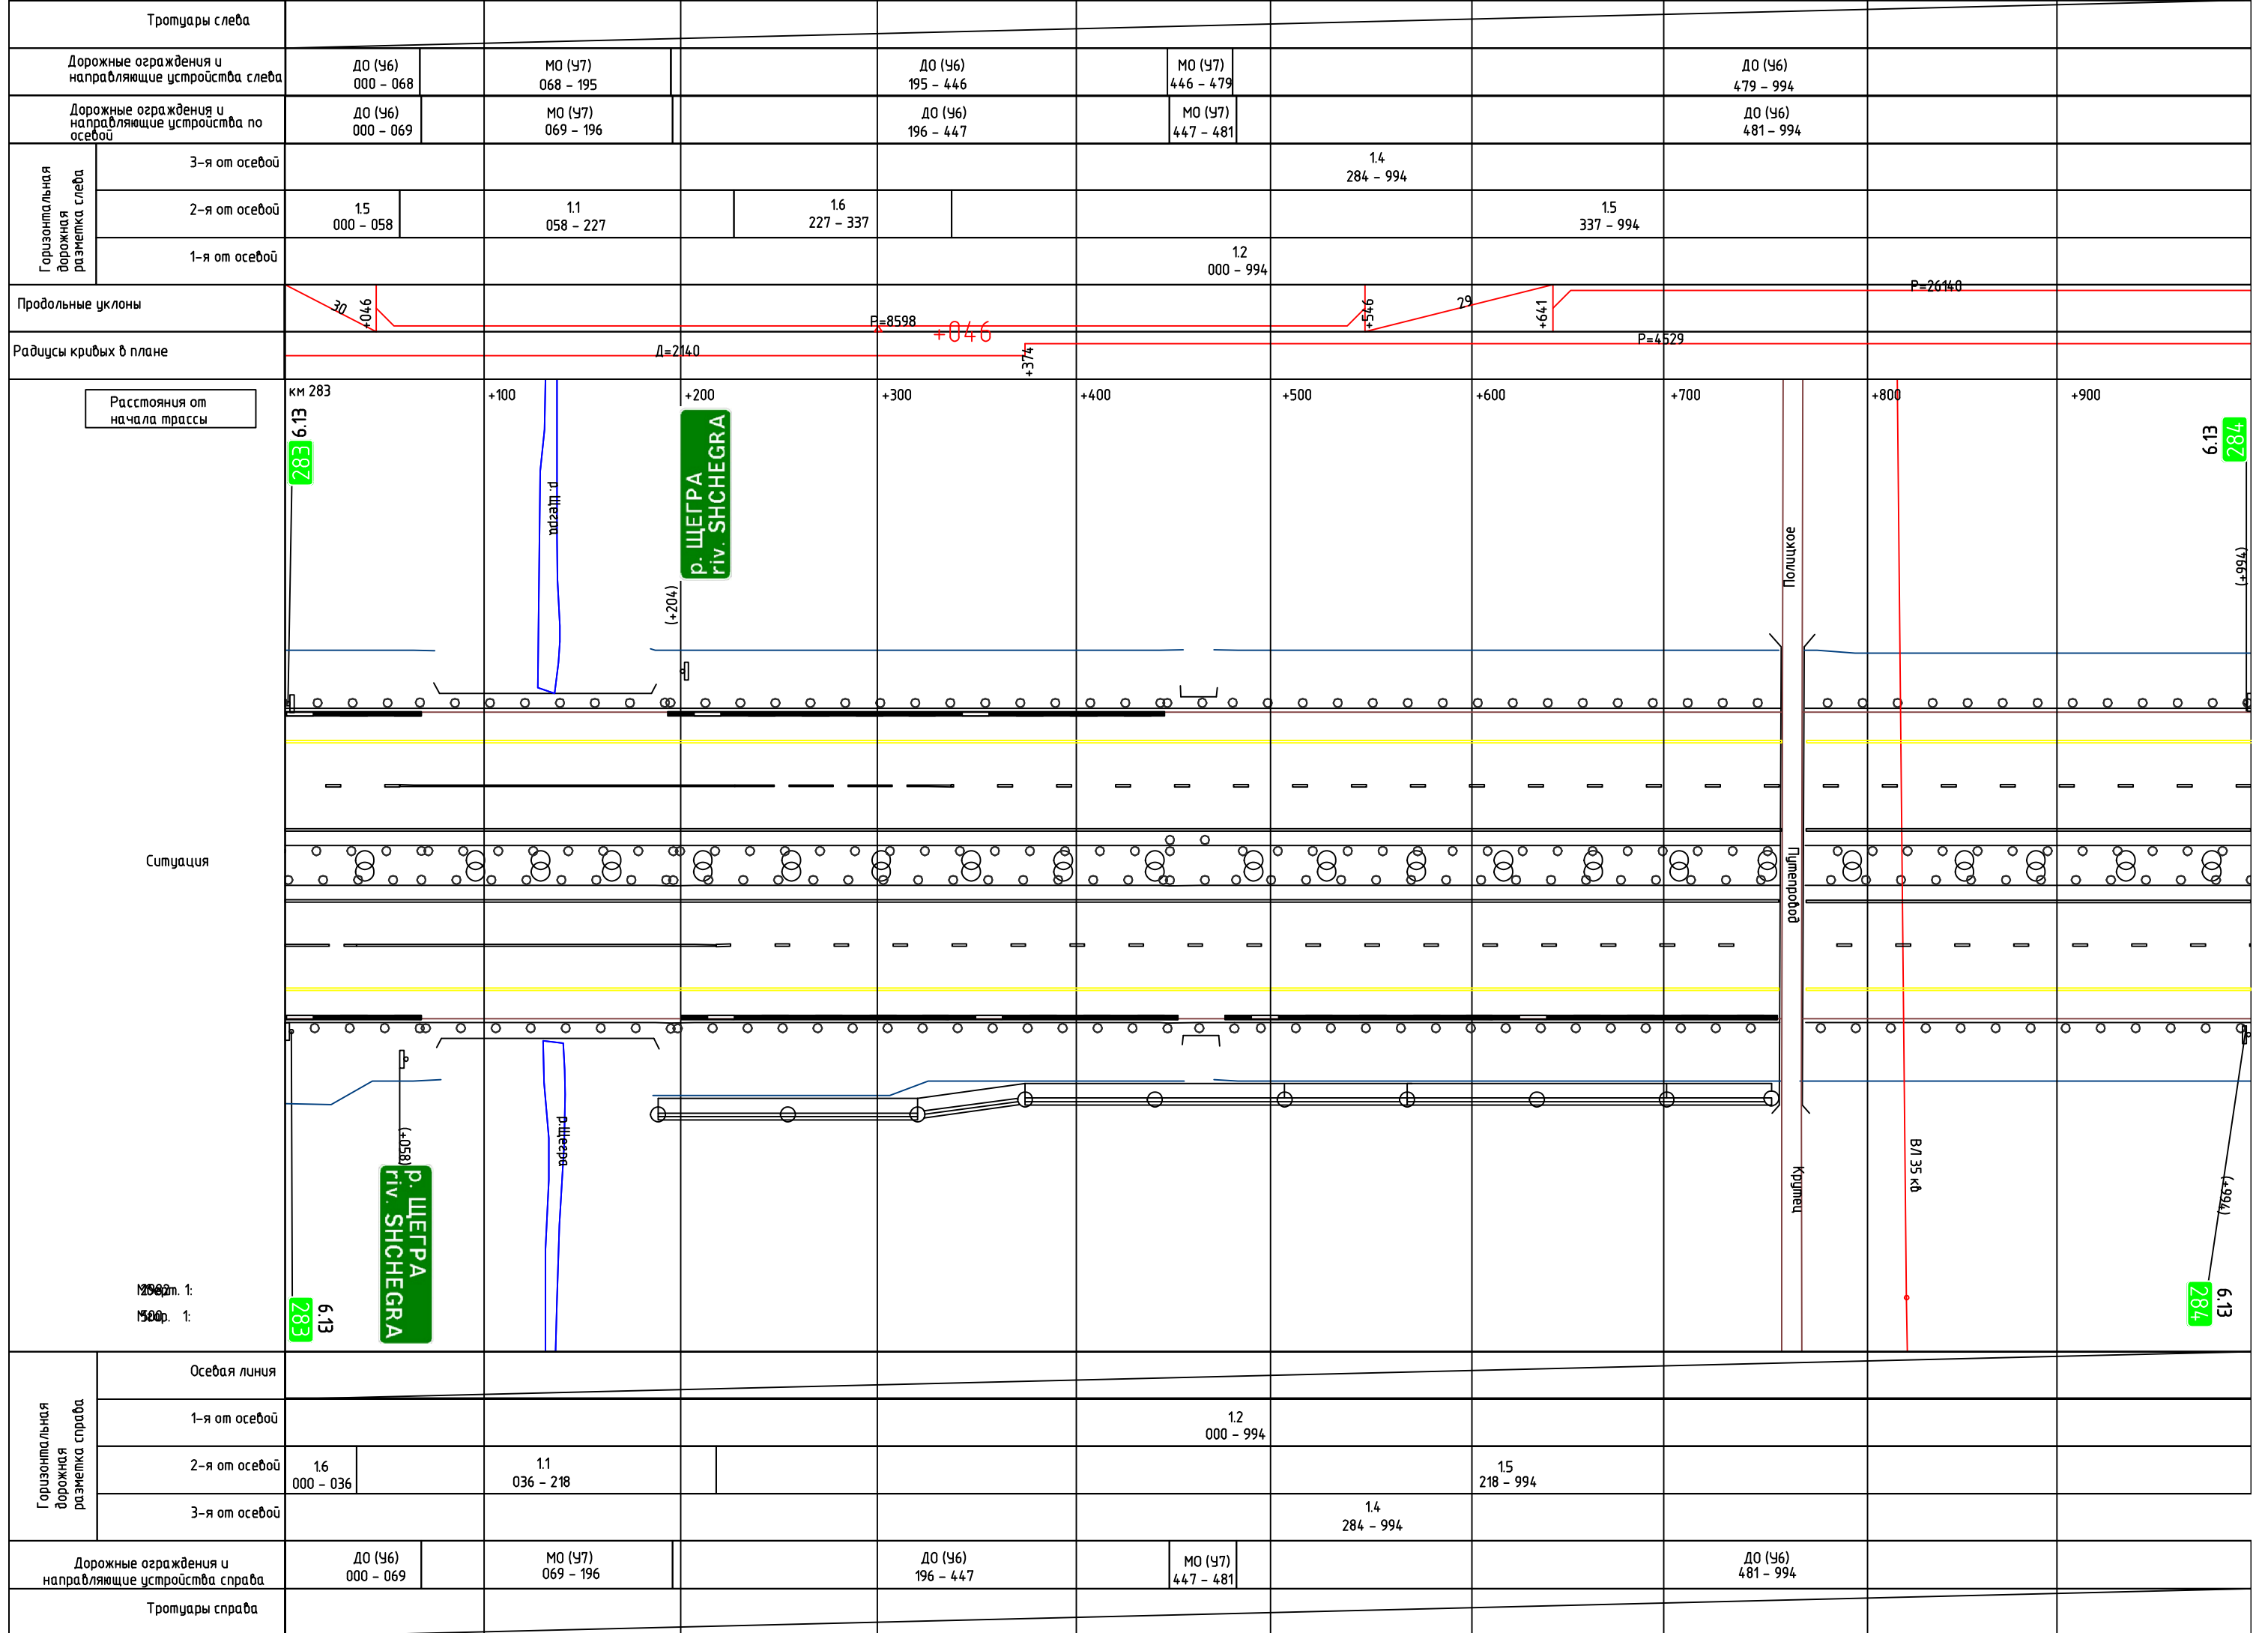 Тротуары слева
Дорожные ограждения и
направляющие устройства слева
ДО (У6)
000 – 068
МО (У7)
068 – 195
ДО (У6)
195 – 446
МО (У7)
446 – 479
ДО (У6)
479 – 994
Дорожные ограждения и
направляющие устройства по
осевой
ДО (У6)
000 – 069
МО (У7)
069 – 196
ДО (У6)
196 – 447
МО (У7)
447 – 481
ДО (У6)
481 – 994
Горизонтальная
дорожная
разметка слева
3-я от осевой
1.4
284 – 994
2-я от осевой
1.5
000 – 058
1.1
058 – 227
1.6
227 – 337
1.5
337 – 994
1-я от осевой
1.2
000 – 994
Продольные уклоны
30
+046
Р=8598
+046
+546
29
+641
Р=26140
Радиусы кривых в плане
Д=2140
+374
Р=4529
Расстояния от
начала трассы
км 283
+100
+200
+300
+400
+500
+600
+700
+800
+900
6.13
283
р. Щегра
р. ЩЕГРА
riv. SHCHEGRA
(+204)
Полицкое
6.13
284
(+994)
Ситуация
Путепровод
(+058)
р. ЩЕГРА
riv. SHCHEGRA
р.Щегра
Крутец
ВЛ 35 кв
(+994)
283
6.13
284
6.13
Осевая линия
Горизонтальная
дорожная
разметка справа
1-я от осевой
1.2
000 – 994
2-я от осевой
1.6
000 – 036
1.1
036 – 218
1.5
218 – 994
3-я от осевой
1.4
284 – 994
Дорожные ограждения и
направляющие устройства справа
ДО (У6)
000 – 069
МО (У7)
069 – 196
ДО (У6)
196 – 447
МО (У7)
447 – 481
ДО (У6)
481 – 994
Тротуары справа